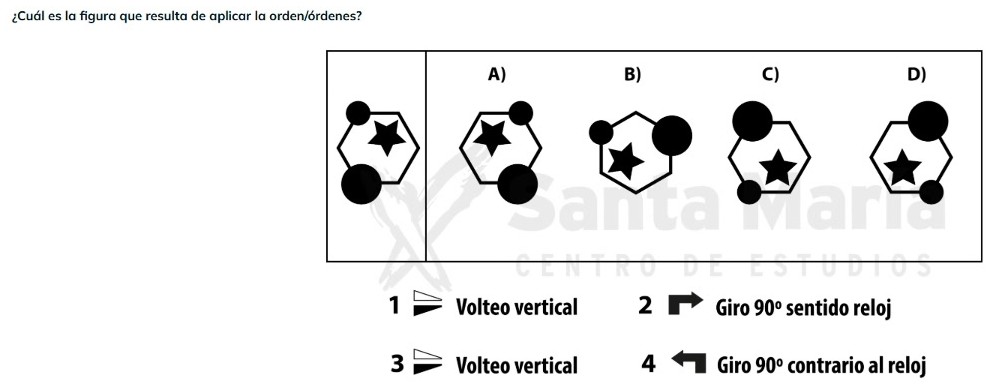 ¿Cuál es la figura que resulta de aplicar la orden/órdenes?
A) B) C) D)
Santa María
CENTRO DE ESTUDIOS
1 Volteo vertical 2 Giro 90º sentido reloj
3 Volteo vertical 4 Giro 90º contrario al reloj